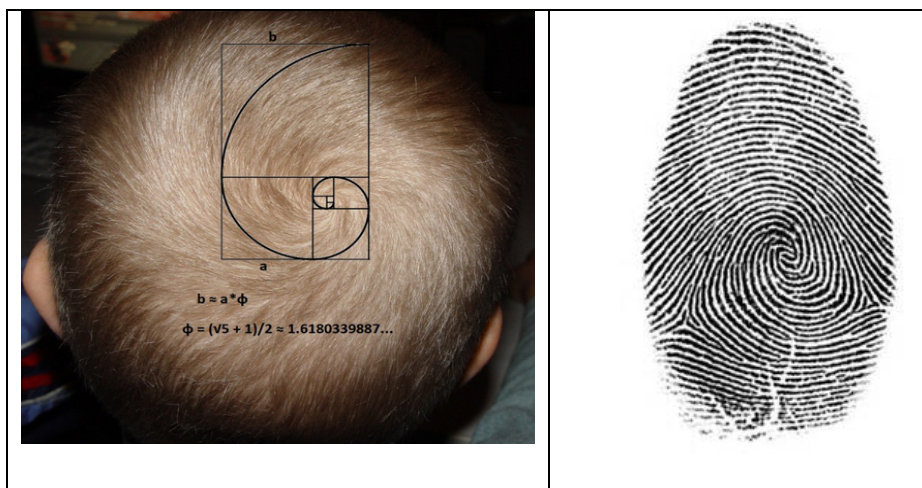 b
a
b ≈ a*ϕ
ϕ = (√5 + 1)/2 ≈ 1.6180339887...